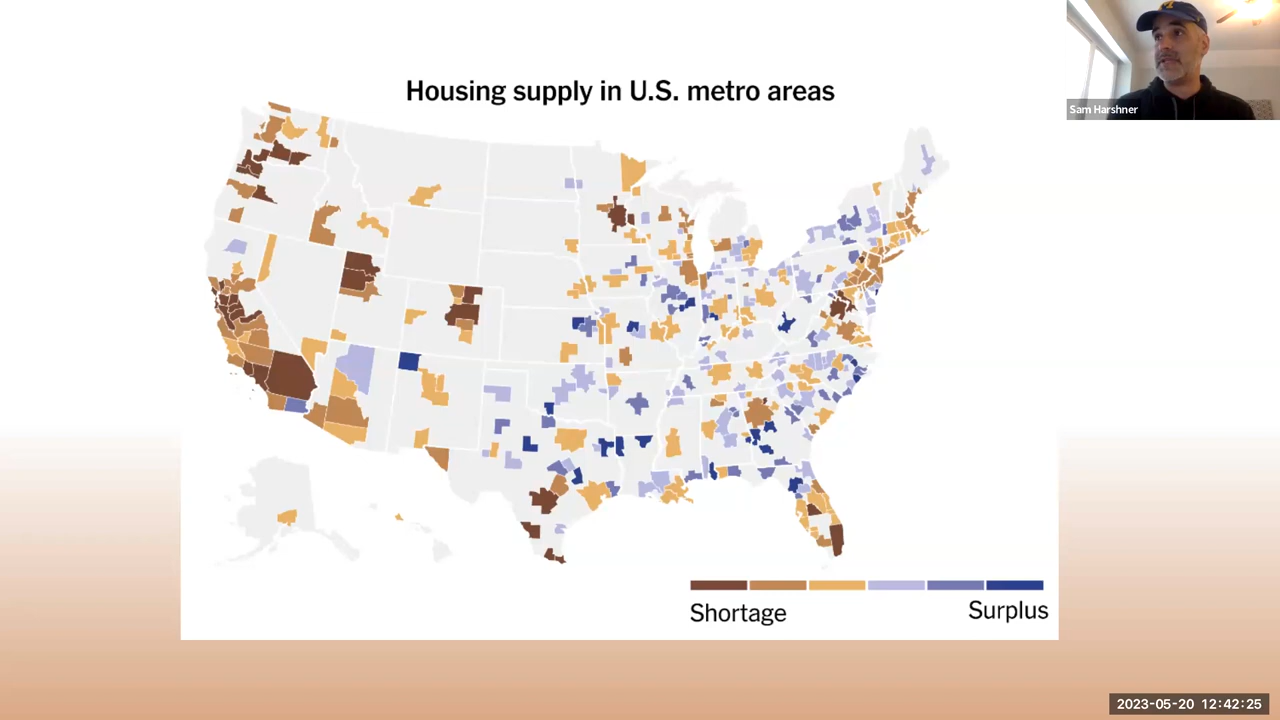 Housing supply in U.S. metro areas
Sam Harshner
Shortage
Surplus
2023-05-20 12:42:25